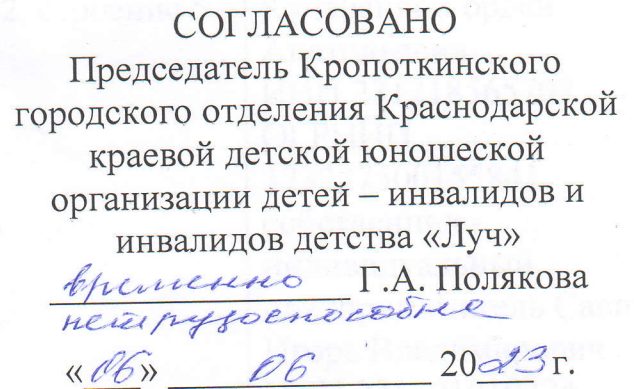 СОГЛАСОВАНО
Председатель Кропоткинского
городского отделения Краснодарской
краевой детской юношеской
организации детей – инвалидов и
инвалидов детства «Луч»
временно Г.А. Полякова
нетрудоспособна
«06» 06 2023 г.